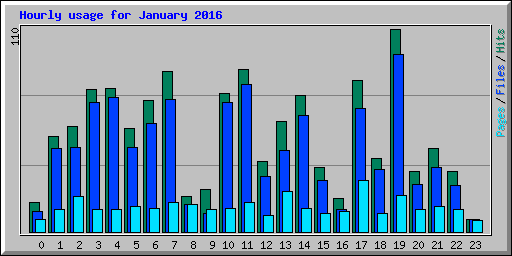 Hourly usage for January 2016
110
Pages / Files / Hits
0 1 2 3 4 5 6 7 8 9 10 11 12 13 14 15 16 17 18 19 20 21 22 23